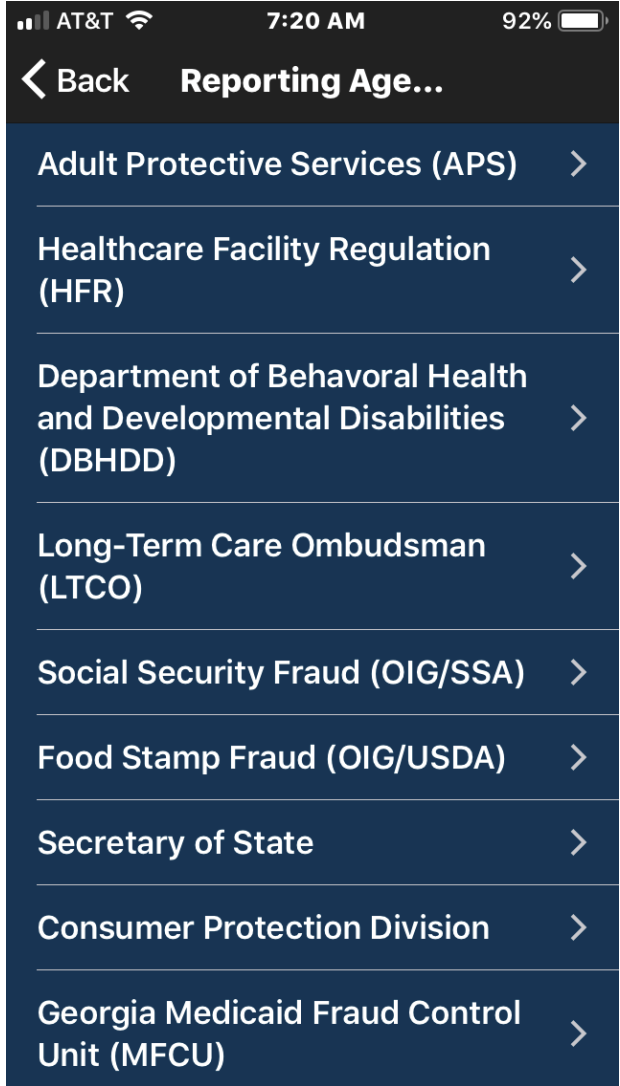 AT&T 7:20 AM 92%
Back Reporting Age...
Adult Protective Services (APS)
Healthcare Facility Regulation
(HFR)
Department of Behavoral Health
and Developmental Disabilities
(DBHDD)
Long-Term Care Ombudsman
(LTCO)
Social Security Fraud (OIG/SSA)
Food Stamp Fraud (OIG/USDA)
Secretary of State
Consumer Protection Division
Georgia Medicaid Fraud Control
Unit (MFCU)